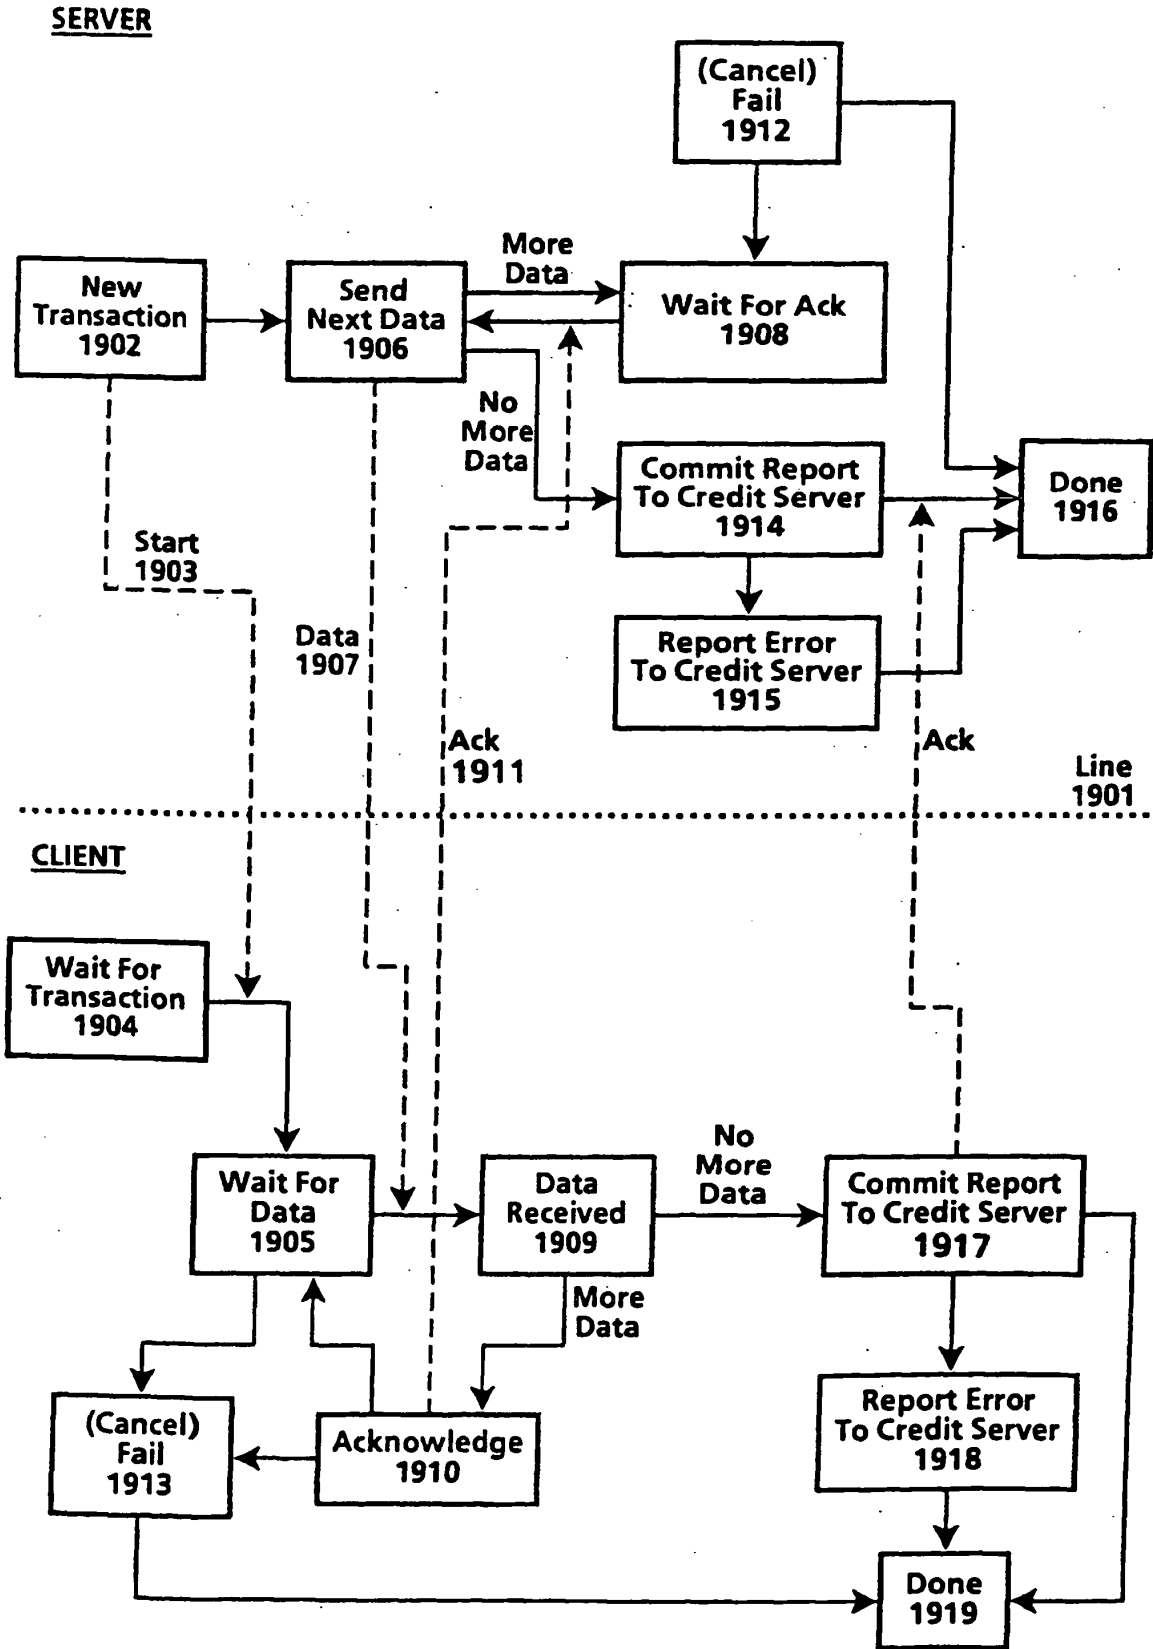 SERVER
(Cancel)
Fail
1912
More
Data
New
Transaction
1902
Send
Next Data
1906
Wait For Ack
1908
No
More
Data
Commit Report
To Credit Server
1914
Done
1916
Start
1903
Data
1907
Report Error
To Credit Server
1915
Ack
1911
Ack
Line
1901
CLIENT
Wait For
Transaction
1904
Wait For
Data
1905
Data
Received
1909
No
More
Data
Commit Report
To Credit Server
1917
More
Data
(Cancel)
Fail
1913
Acknowledge
1910
Report Error
To Credit Server
1918
Done
1919